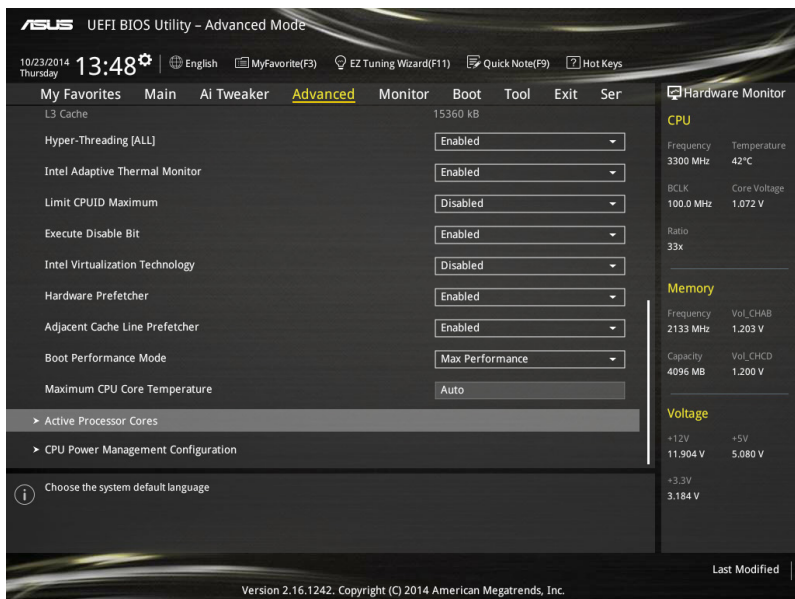 ASUS UEFI BIOS Utility – Advanced Mode
10/23/2014 Thursday 13:48 English MyFavorite(F3) EZ Tuning Wizard(F11) Quick Note(F9) ? Hot Keys
My Favorites Main Ai Tweaker Advanced Monitor Boot Tool Exit Ser
L3 Cache 15360 kB
Hyper-Threading [ALL] Enabled
Intel Adaptive Thermal Monitor Enabled
Limit CPUID Maximum Disabled
Execute Disable Bit Enabled
Intel Virtualization Technology Disabled
Hardware Prefetcher Enabled
Adjacent Cache Line Prefetcher Enabled
Boot Performance Mode Max Performance
Maximum CPU Core Temperature Auto
> Active Processor Cores
> CPU Power Management Configuration
i Choose the system default language
Hardware Monitor
CPU
Frequency Temperature
3300 MHz 42°C
BCLK Core Voltage
100.0 MHz 1.072 V
Ratio
33x
Memory
Frequency Vol_CHAB
2133 MHz 1.203 V
Capacity Vol_CHCD
4096 MB 1.200 V
Voltage
+12V +5V
11.904 V 5.080 V
+3.3V
3.184 V
Last Modified
Version 2.16.1242. Copyright (C) 2014 American Megatrends, Inc.